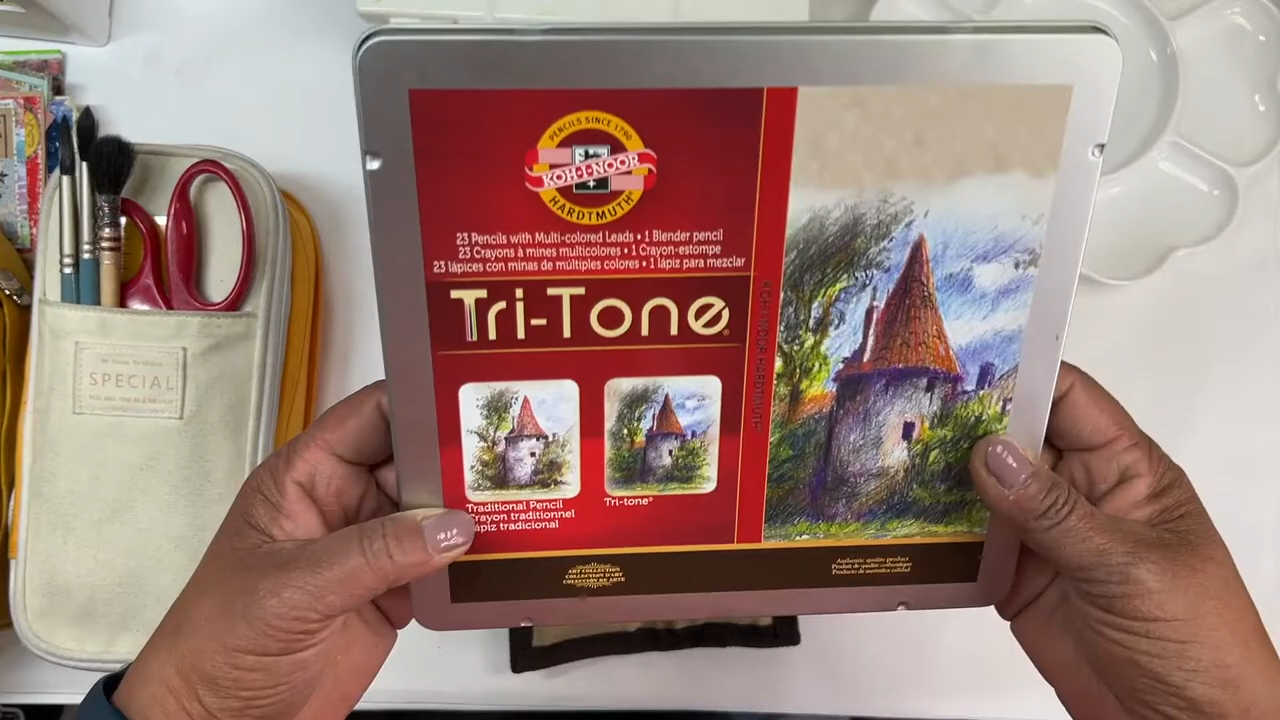 PENCILS SINCE 1790
KOH-I-NOOR
HARDTMUTH
23 Pencils with Multi-colored Leads • 1 Blender pencil
23 Crayons à mines multicolores • 1 Crayon-estompe
23 lápices con minas de múltiples colores • 1 lápiz para mezclar
Tri-Tone®
KOH-I-NOOR HARDTMUTH®
Traditional Pencil
Crayon traditionnel
lápiz tradicional
Tri-tone®
ART COLLECTION
COLLECTION D'ART
COLECCIÓN DE ARTE
Authentic quality product
Produit de qualité authentique
Producto de auténtica calidad
SPECIAL